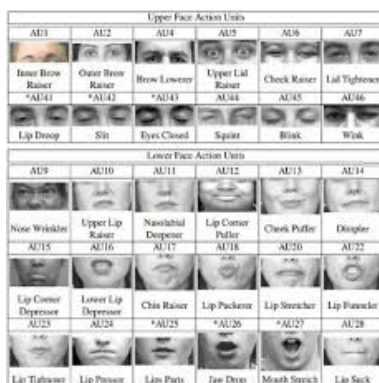 Upper Face Action Units
AU1 AU2 AU4 AU5 AU6 AU7
Inner Brow Raiser Outer Brow Raiser Brow Lowerer Upper Lid Raiser Cheek Raiser Lid Tightener
*AU41 *AU42 *AU43 AU44 AU45 AU46
Lip Droop Slit Eyes Closed Squint Blink Wink
Lower Face Action Units
AU9 AU10 AU11 AU12 AU13 AU14
Nose Wrinkler Upper Lip Raiser Nasolabial Deepener Lip Corner Puller Cheek Puffer Dimpler
AU15 AU16 AU17 AU18 AU20 AU22
Lip Corner Depressor Lower Lip Depressor Chin Raiser Lip Puckerer Lip Stretcher Lip Funneler
AU23 AU24 *AU25 *AU26 *AU27 AU28
Lip Tightener Lip Pressor Lips Parts Jaw Drop Mouth Stretch Lip Suck